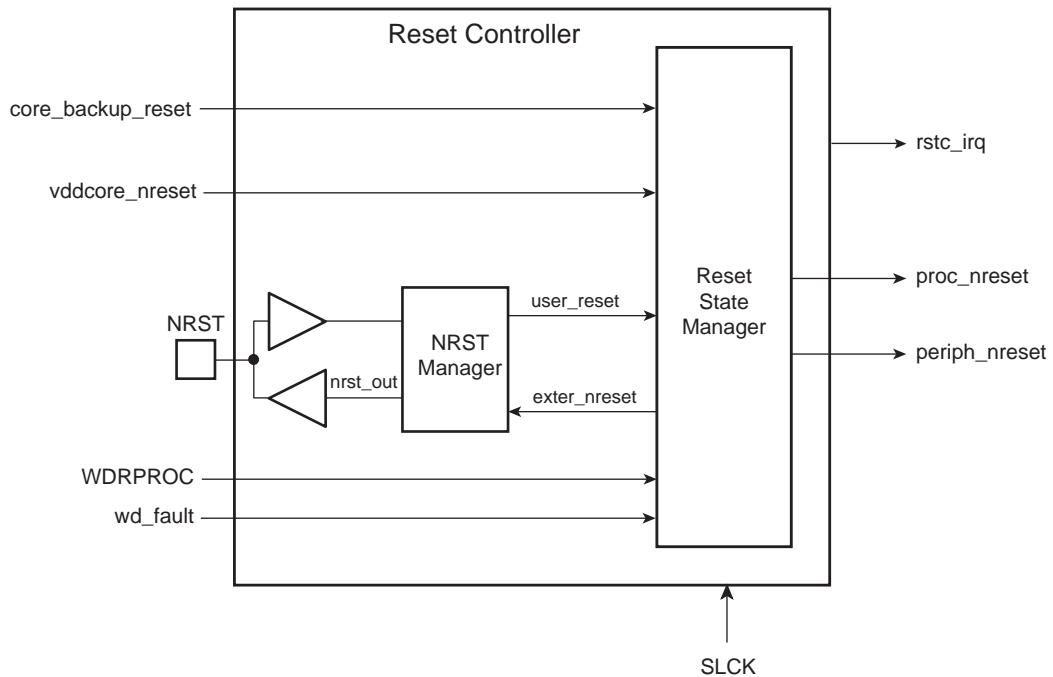 Reset Controller
core_backup_reset
rstc_irq
vddcore_nreset
Reset
State
Manager
proc_nreset
user_reset
NRST
NRST
Manager
periph_nreset
nrst_out
exter_nreset
WDRPROC
wd_fault
SLCK